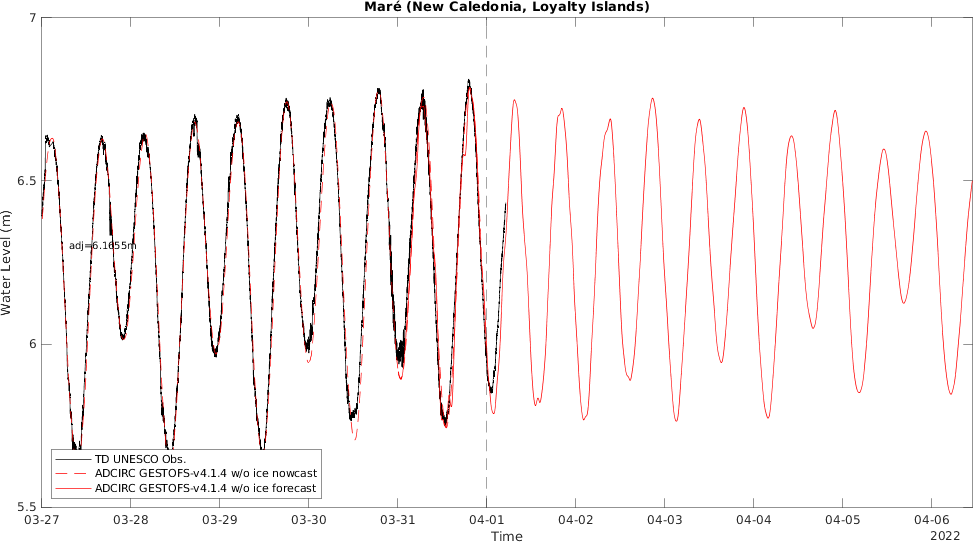 Maré (New Caledonia, Loyalty Islands)
7
6.5
6
5.5
Water Level (m)
adj=6.1655m
TD UNESCO Obs.
ADCIRC GESTOFS-v4.1.4 w/o ice nowcast
ADCIRC GESTOFS-v4.1.4 w/o ice forecast
03-27 03-28 03-29 03-30 03-31 04-01 04-02 04-03 04-04 04-05 04-06
2022
Time